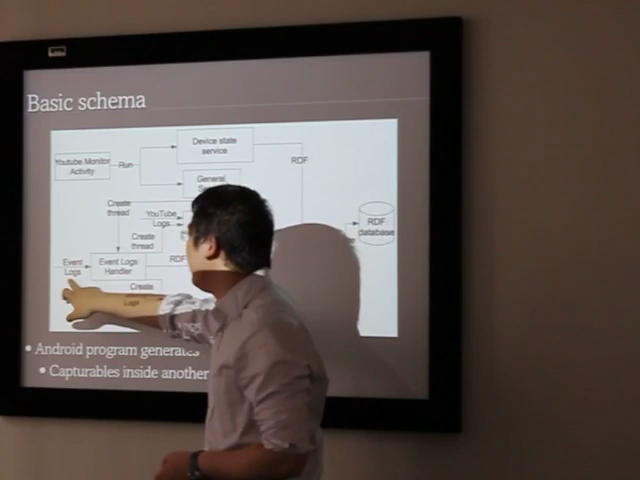 Basic schema
Device state
service
Youtube Monitor
Activity
Run
RDF
General
Create
thread
YouTube
Logs
RDF
database
Create
thread
Event
Logs
Event Logs
Handler
RDF
Create
Logs
• Android program generates
• Capturables inside another